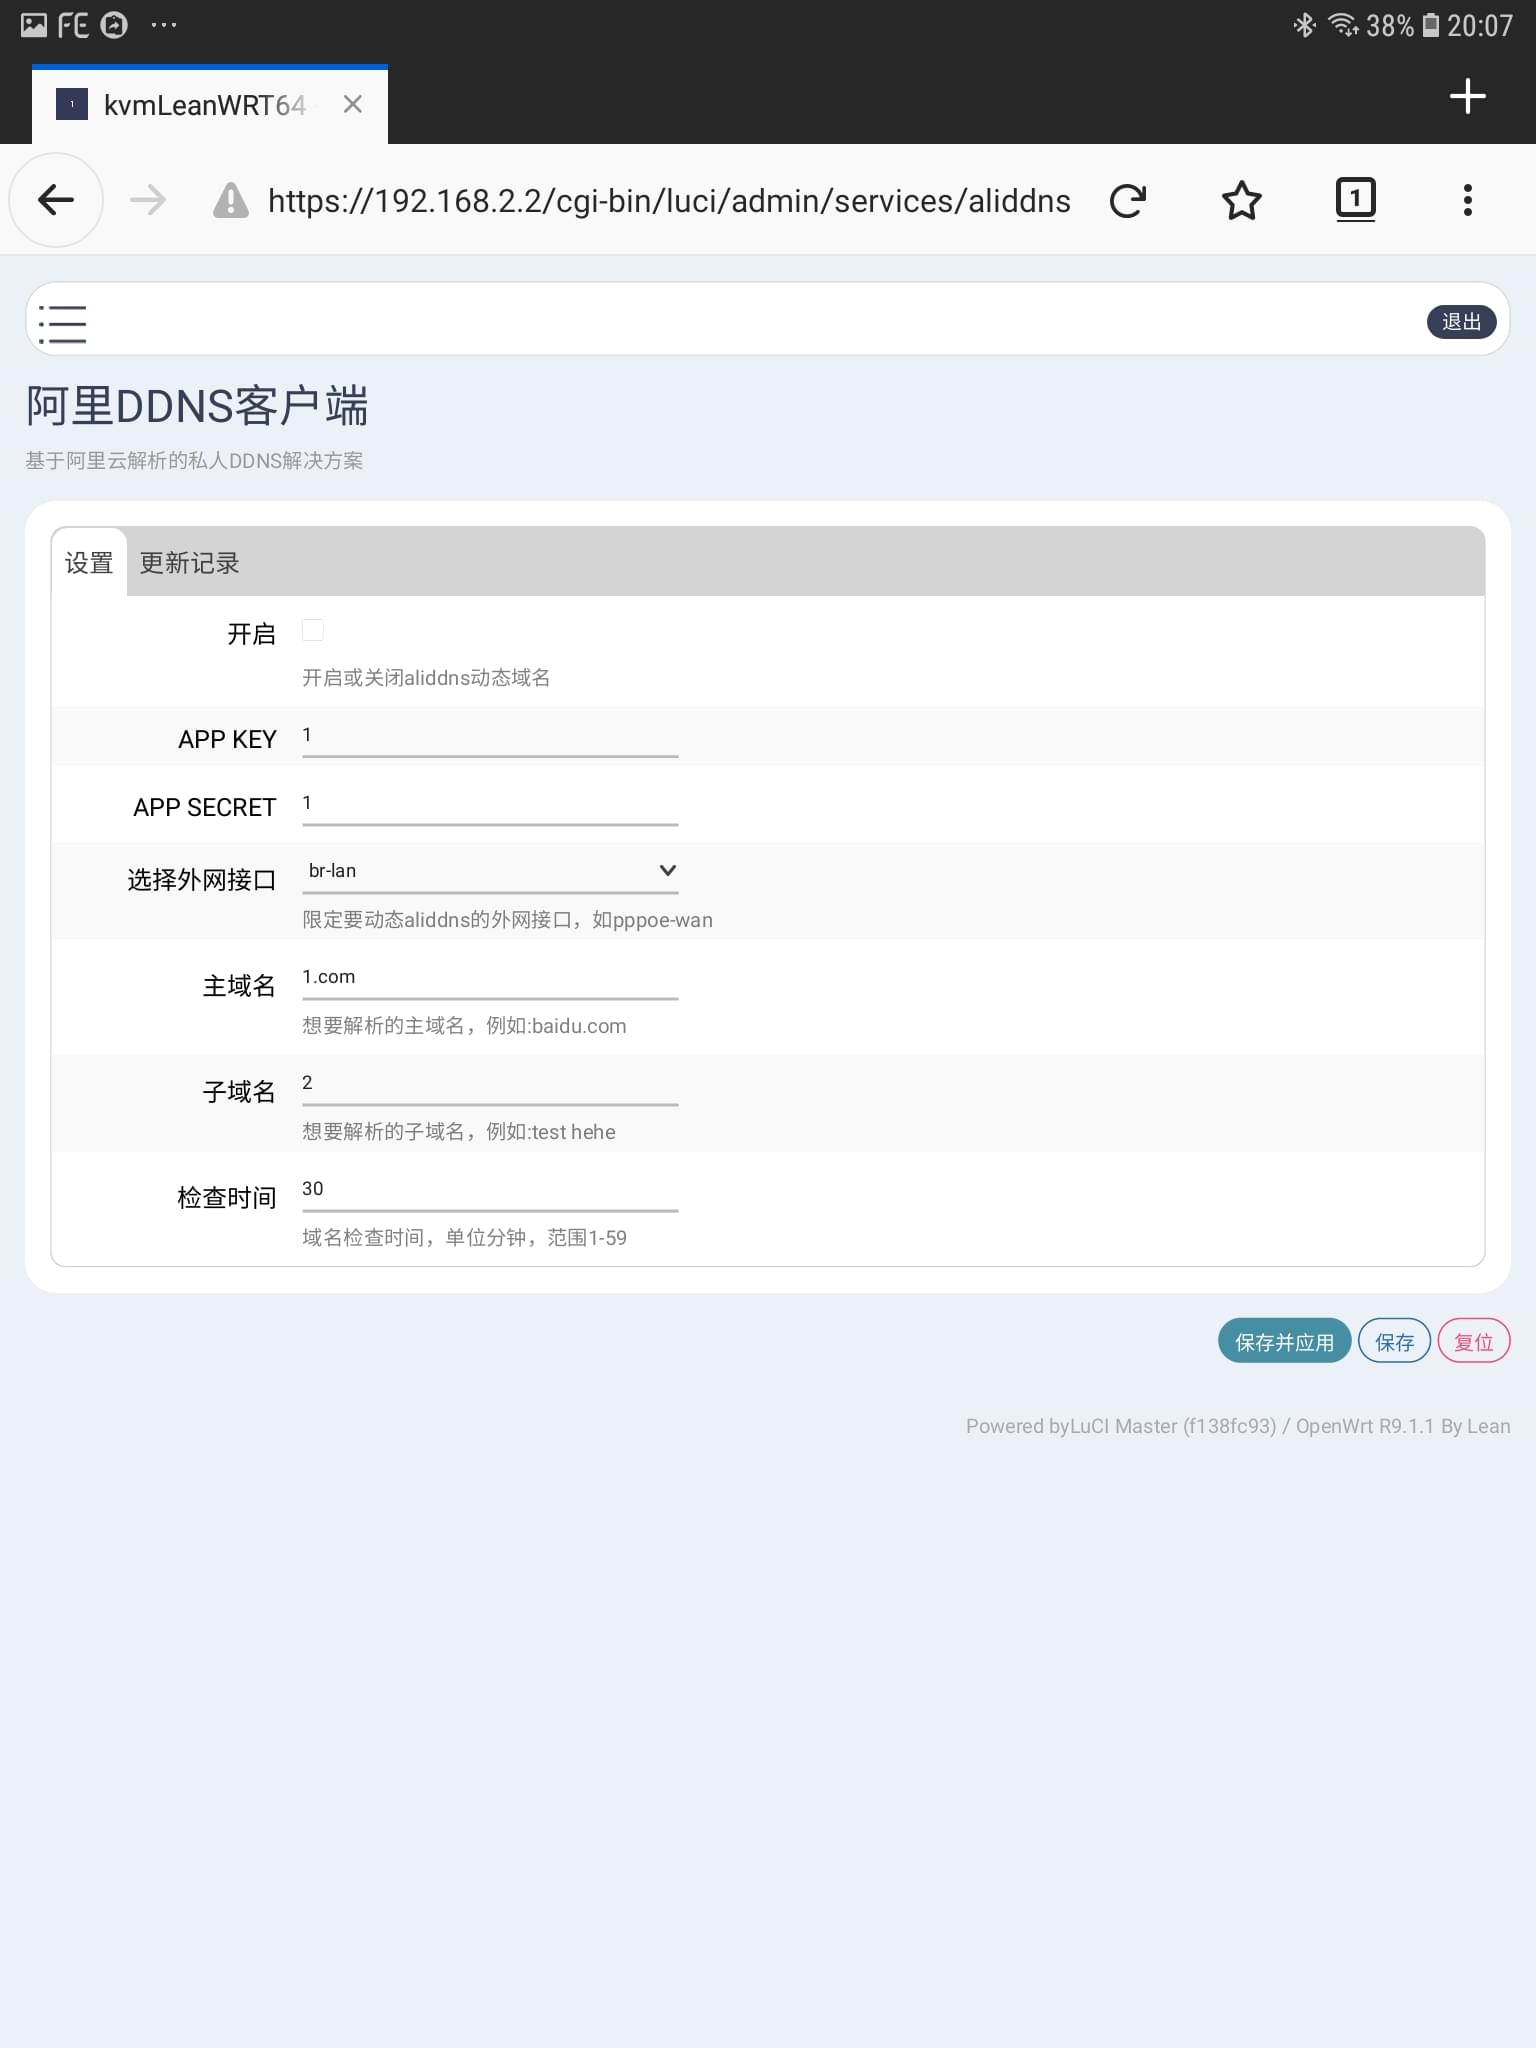 FE
38%
20:07
1
kvmLeanWRT64
https://192.168.2.2/cgi-bin/luci/admin/services/aliddns
1
退出
阿里DDNS客户端
基于阿里云解析的私人DDNS解决方案
设置 更新记录
开启
开启或关闭aliddns动态域名
APP KEY 1
APP SECRET 1
选择外网接口 br-lan
限定要动态aliddns的外网接口，如pppoe-wan
主域名 1.com
想要解析的主域名，例如:baidu.com
子域名 2
想要解析的子域名，例如:test hehe
检查时间 30
域名检查时间，单位分钟，范围1-59
保存并应用 保存 复位
Powered byLuCI Master (f138fc93) / OpenWrt R9.1.1 By Lean